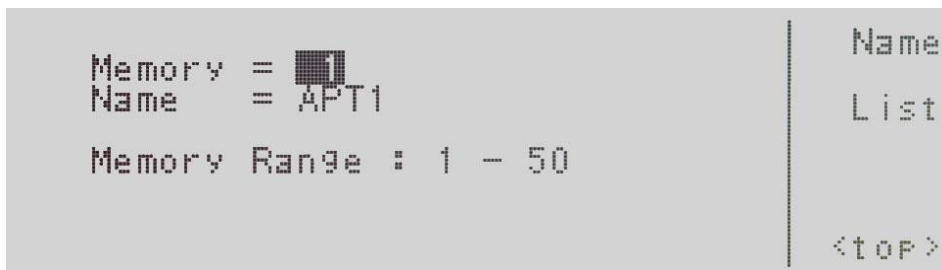 Memory = 1
Name = APT1
Memory Range : 1 - 50
Name
List
<top>